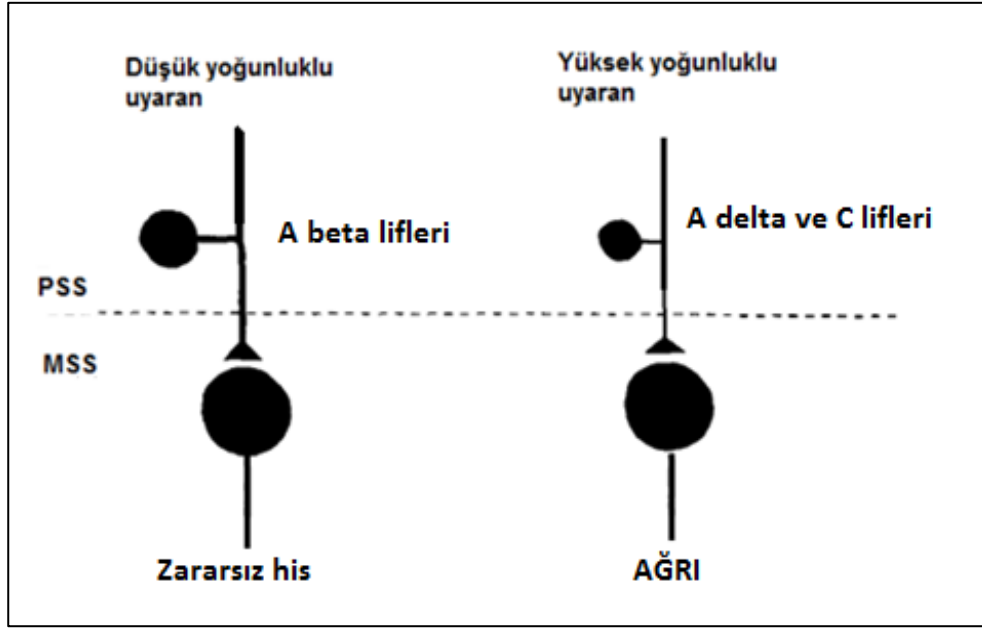 Düşük yoğunluklu
uyaran
Yüksek yoğunluklu
uyaran
A beta lifleri
A delta ve C lifleri
PSS
MSS
Zararsız his
AĞRI